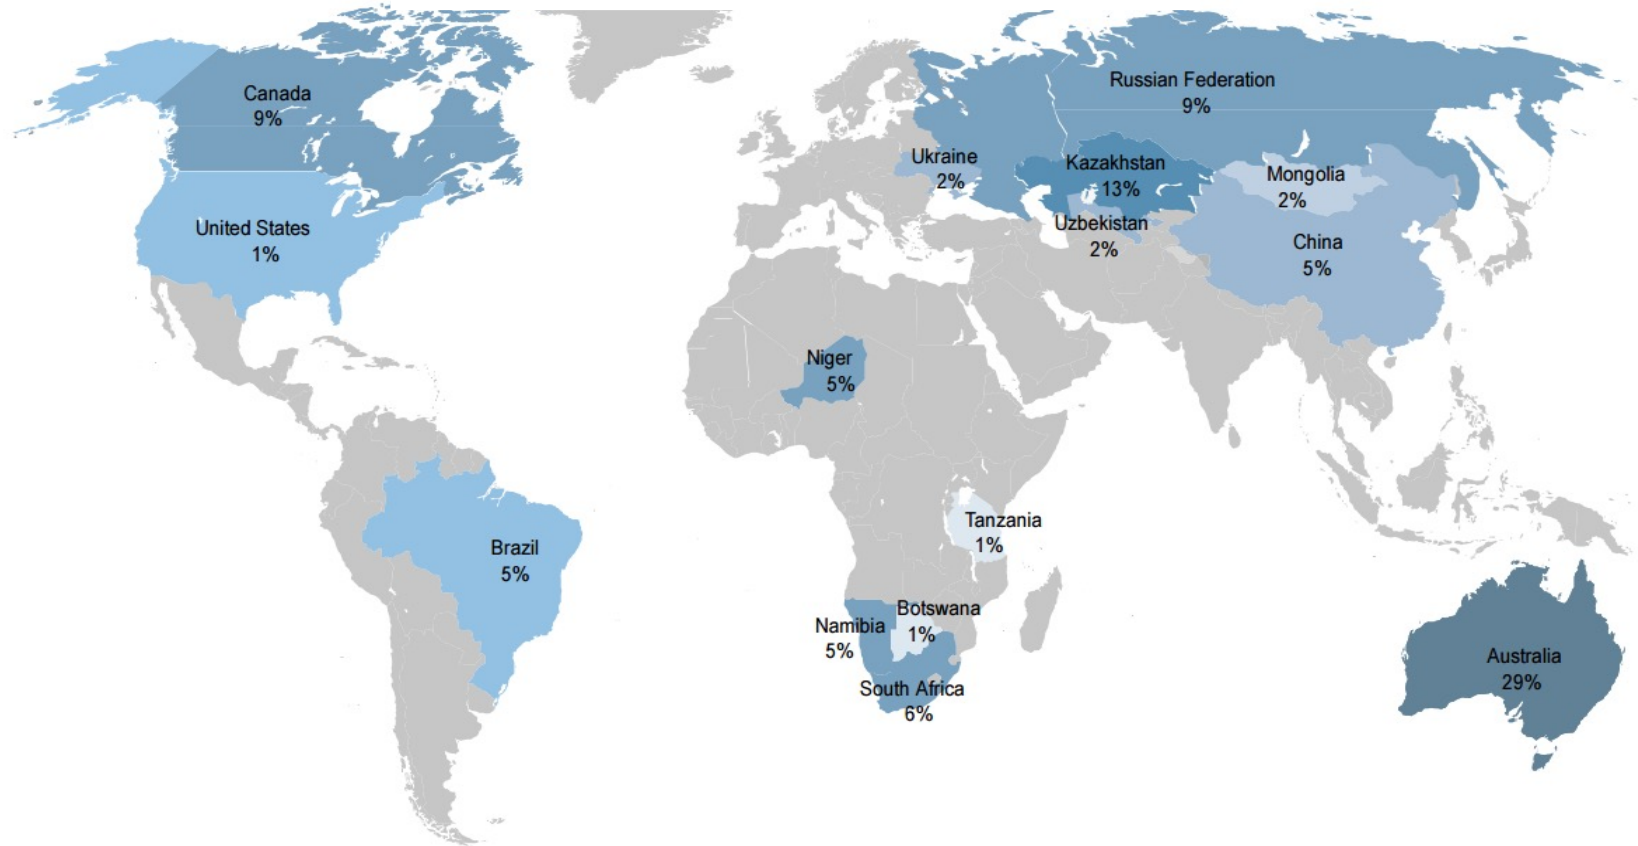 Canada
9%
United States
1%
Brazil
5%
Russian Federation
9%
Ukraine
2%
Kazakhstan
13%
Mongolia
2%
Uzbekistan
2%
China
5%
Niger
5%
Tanzania
1%
Botswana
1%
Namibia
5%
South Africa
6%
Australia
29%